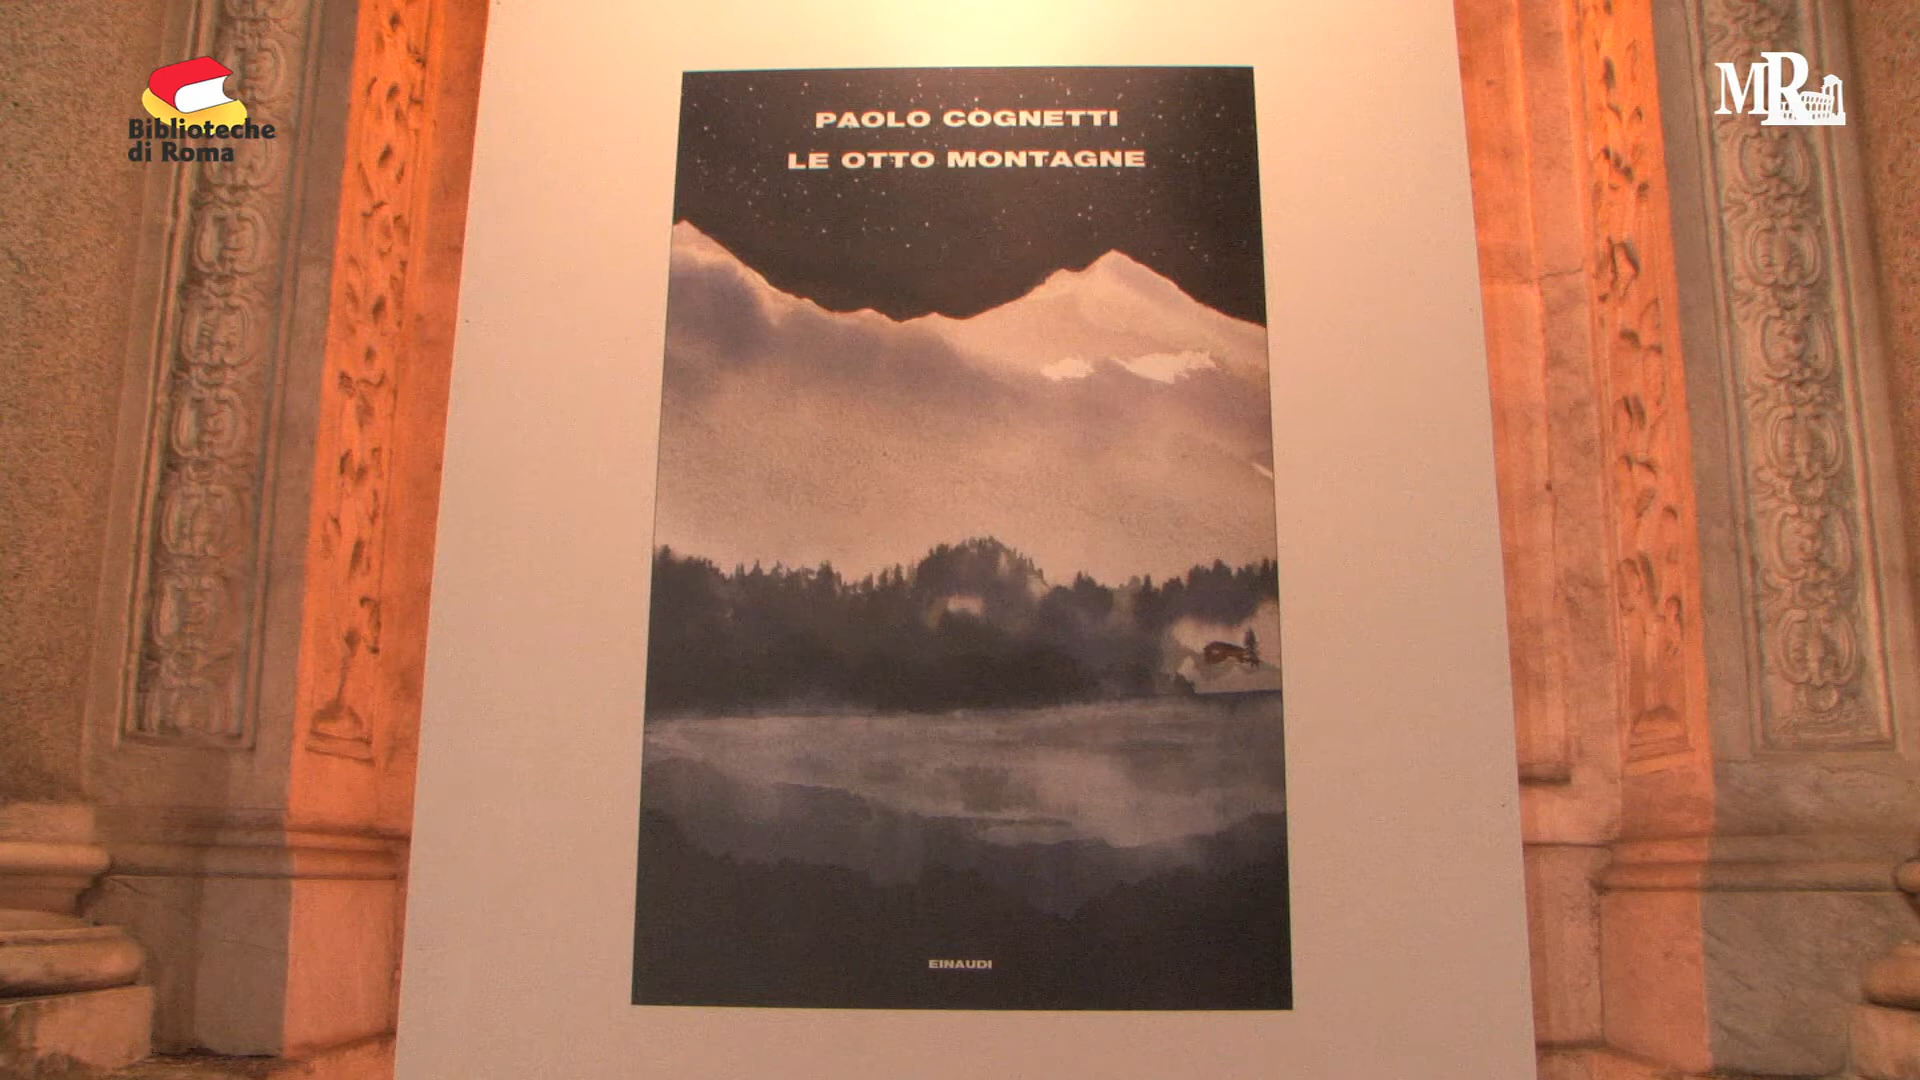 Biblioteche
di Roma
MR
PAOLO COGNETTI
LE OTTO MONTAGNE
EINAUDI